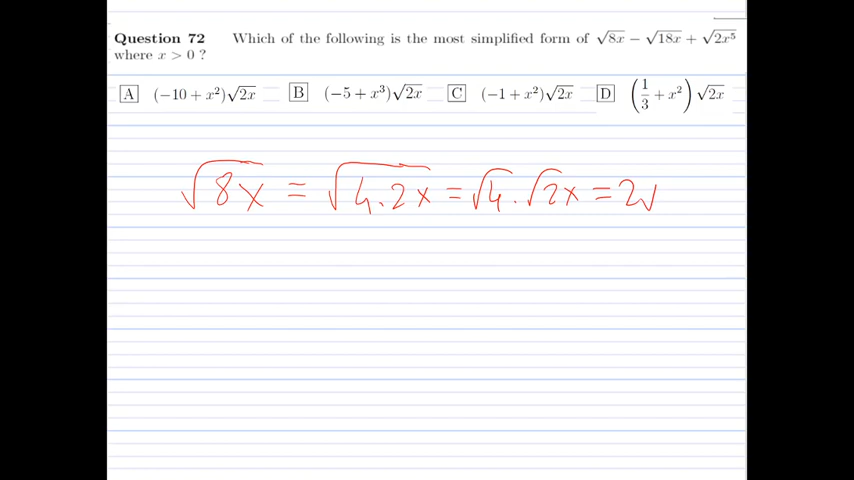 Question 72 Which of the following is the most simplified form of √8x − √18x + √2x⁵
where x > 0 ?
A (−10 + x²)√2x B (−5 + x³)√2x C (−1 + x²)√2x D (1/3 + x²)√2x
√8x = √4.2x = √4.√2x = 2√